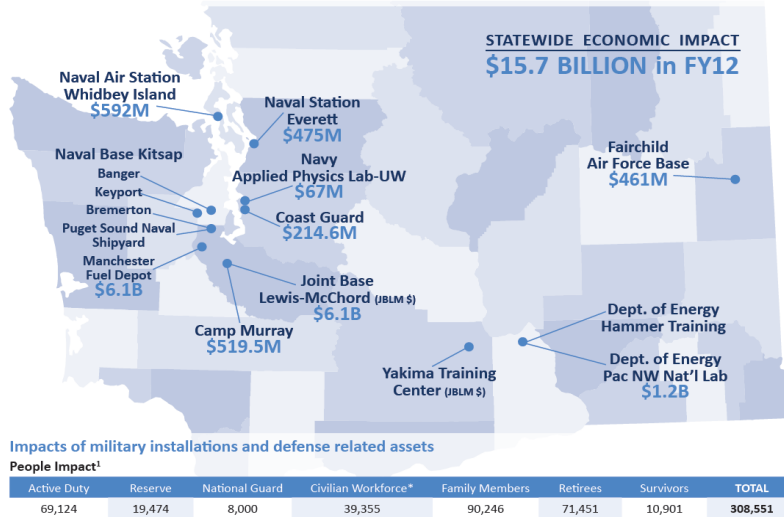 STATEWIDE ECONOMIC IMPACT
$15.7 BILLION in FY12
Naval Air Station
Whidbey Island
$592M
Naval Station
Everett
$475M
Naval Base Kitsap
Banger
Keyport
Bremerton
Puget Sound Naval
Shipyard
Manchester
Fuel Depot
$6.1B
Navy
Applied Physics Lab-UW
$67M
Coast Guard
$214.6M
Fairchild
Air Force Base
$461M
Joint Base
Lewis-McChord (JBLM $)
$6.1B
Camp Murray
$519.5M
Yakima Training
Center (JBLM $)
Dept. of Energy
Hammer Training
Dept. of Energy
Pac NW Nat'l Lab
$1.2B
Impacts of military installations and defense related assets
People Impact¹
Active Duty Reserve National Guard Civilian Workforce* Family Members Retirees Survivors TOTAL
69,124 19,474 8,000 39,355 90,246 71,451 10,901 308,551